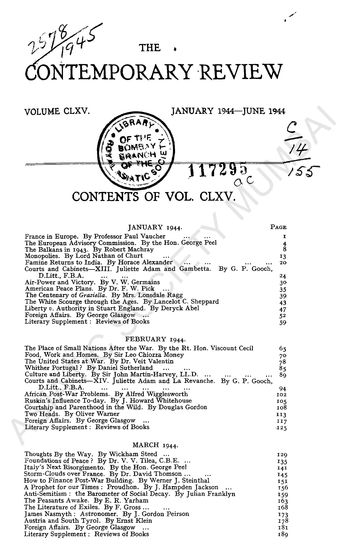 2578/1945
THE
CONTEMPORARY REVIEW
VOLUME CLXV.    JANUARY 1944—JUNE 1944
LIBRARY
OF THE
BOMBAY
BRANCH
OF THE
ROYAL ASIATIC SOCIETY
C
14
155
117295
CONTENTS OF VOL. CLXV.
JANUARY 1944.    PAGE
France in Europe. By Professor Paul Vaucher ... ... ... 1
The European Advisory Commission. By the Hon. George Peel ... 4
The Balkans in 1943. By Robert Machray ... ... 8
Monopolies. By Lord Nathan of Churt ... ... 13
Famine Returns to India. By Horace Alexander ... ... 20
Courts and Cabinets—XIII. Juliette Adam and Gambetta. By G. P. Gooch,
D.Litt., F.B.A. ... ... 24
Air-Power and Victory. By V. W. Germains ... 30
American Peace Plans. By Dr. F. W. Pick ... ... 35
The Centenary of Graziella. By Mrs. Lonsdale Ragg ... 39
The White Scourge through the Ages. By Lancelot C. Sheppard ... 43
Liberty v. Authority in Stuart England. By Deryck Abel ... 47
Foreign Affairs. By George Glasgow ... ... 52
Literary Supplement : Reviews of Books ... 59
FEBRUARY 1944.
The Place of Small Nations After the War. By the Rt. Hon. Viscount Cecil 65
Food, Work and Homes. By Sir Leo Chiozza Money ... 70
The United States at War. By Dr. Veit Valentin ... 78
Whither Portugal? By Daniel Sutherland ... ... 85
Culture and Liberty. By Sir John Martin-Harvey, LL.D. ... ... 89
Courts and Cabinets—XIV. Juliette Adam and La Revanche. By G. P. Gooch,
D.Litt., F.B.A. ... ... 94
African Post-War Problems. By Alfred Wigglesworth ... 102
Ruskin's Influence To-day. By J. Howard Whitehouse ... 105
Courtship and Parenthood in the Wild. By Douglas Gordon ... 108
Two Heads. By Oliver Warner ... ... 113
Foreign Affairs. By George Glasgow ... ... 117
Literary Supplement : Reviews of Books ... 125
MARCH 1944.
Thoughts By the Way. By Wickham Steed ... ... 129
Foundations of Peace? By Dr. V. V. Tilea, C.B.E. ... ... 135
Italy's Next Risorgimento. By the Hon. George Peel ... 141
Storm-Clouds over France. By Dr. David Thomson ... ... 145
How to Finance Post-War Building. By Werner J. Steinthal ... 151
A Prophet for our Times : Proudhon. By J. Hampden Jackson ... 156
Anti-Semitism : the Barometer of Social Decay. By Julian Franklyn 159
The Peasants Awake. By E. R. Yarham ... ... 163
The Literature of Exiles. By F. Gross ... ... 168
James Nasmyth : Astronomer. By J. Gordon Peirson ... 173
Austria and South Tyrol. By Ernst Klein ... ... 178
Foreign Affairs. By George Glasgow ... ... 181
Literary Supplement : Reviews of Books ... 189